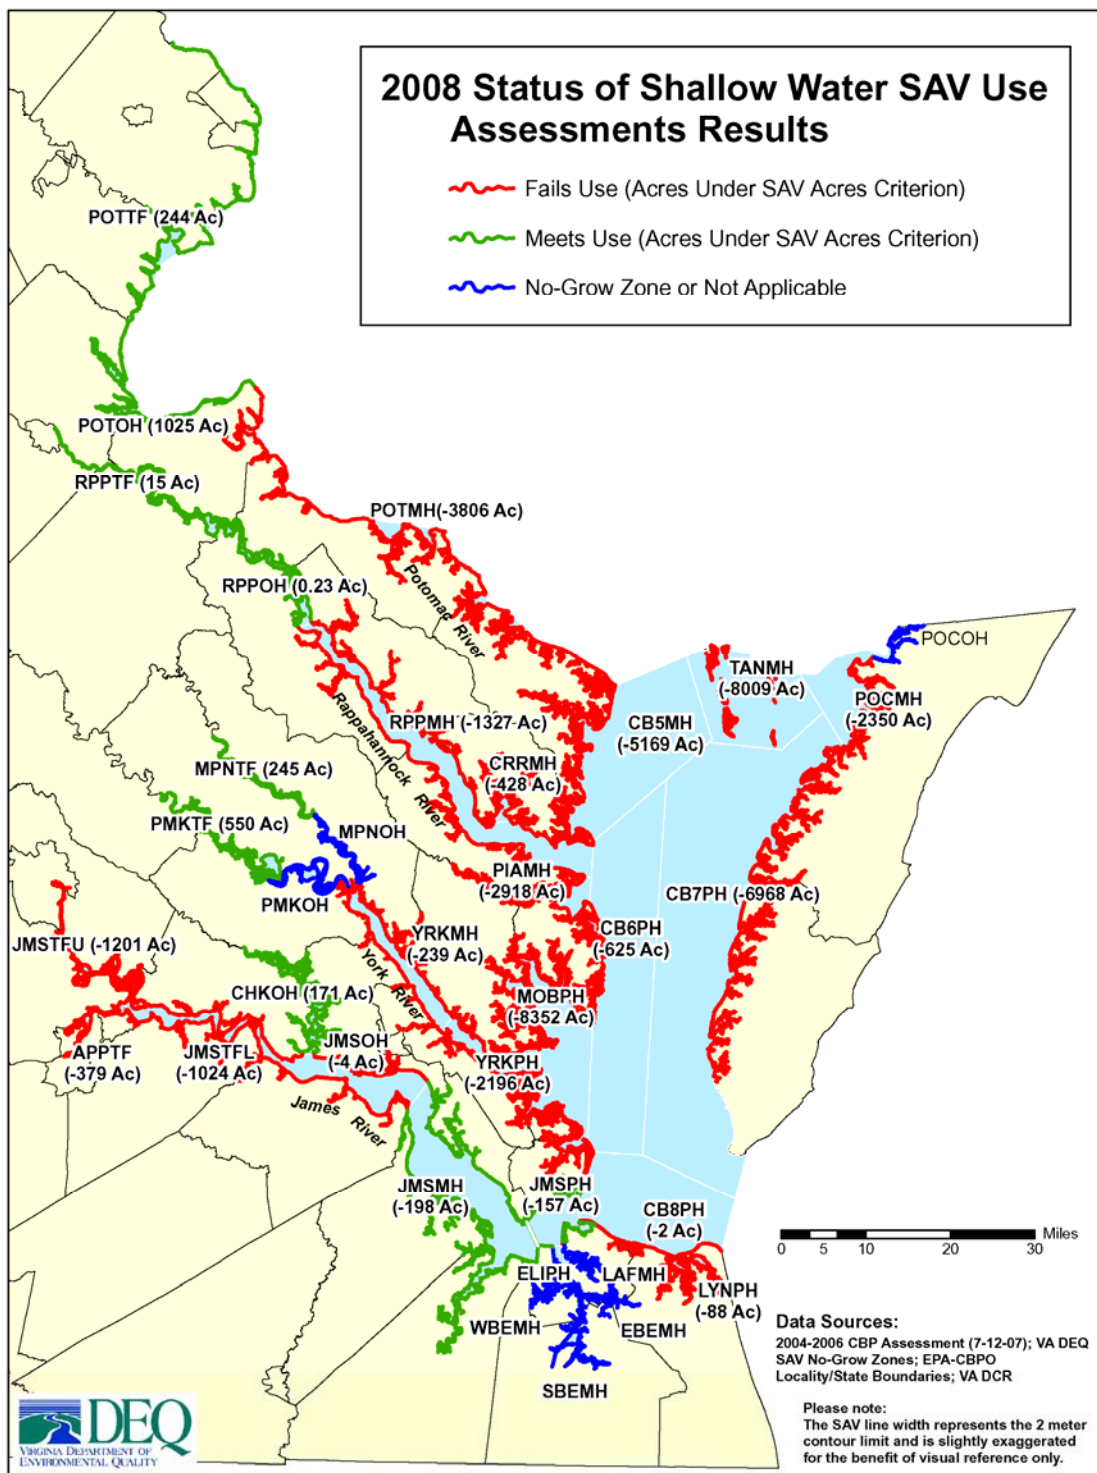 2008 Status of Shallow Water SAV Use
Assessments Results
Fails Use (Acres Under SAV Acres Criterion)
Meets Use (Acres Under SAV Acres Criterion)
No-Grow Zone or Not Applicable
POTTF (244 Ac)
POTOH (1025 Ac)
RPPTF (15 Ac)
POTMH(-3806 Ac)
RPPOH (0.23 Ac)
Potomac River
POCOH
TANMH
(-8009 Ac)
POCMH
(-2350 Ac)
CB5MH
(-5169 Ac)
RPPMH (-1327 Ac)
Rappahannock River
CRRMH
(-428 Ac)
MPNTF (245 Ac)
PMKTF (550 Ac)
MPNOH
PIAMH
(-2918 Ac)
CB7PH (-6968 Ac)
PMKOH
CB6PH
(-625 Ac)
YRKMH
(-239 Ac)
JMSTFU (-1201 Ac)
York River
CHKOH (171 Ac)
MOBPH
(-8352 Ac)
JMSOH
(-4 Ac)
APPTF
(-379 Ac)
JMSTFL
(-1024 Ac)
YRKPH
(-2196 Ac)
James River
JMSMH
(-198 Ac)
JMSPH
(-157 Ac)
CB8PH
(-2 Ac)
Miles
0 5 10 20 30
ELIPH
LAFMH
LYNPH
(-88 Ac)
WBEMH
EBEMH
SBEMH
Data Sources:
2004-2006 CBP Assessment (7-12-07); VA DEQ
SAV No-Grow Zones; EPA-CBPO
Locality/State Boundaries; VA DCR
Please note:
The SAV line width represents the 2 meter
contour limit and is slightly exaggerated
for the benefit of visual reference only.
DEQ
VIRGINIA DEPARTMENT OF
ENVIRONMENTAL QUALITY